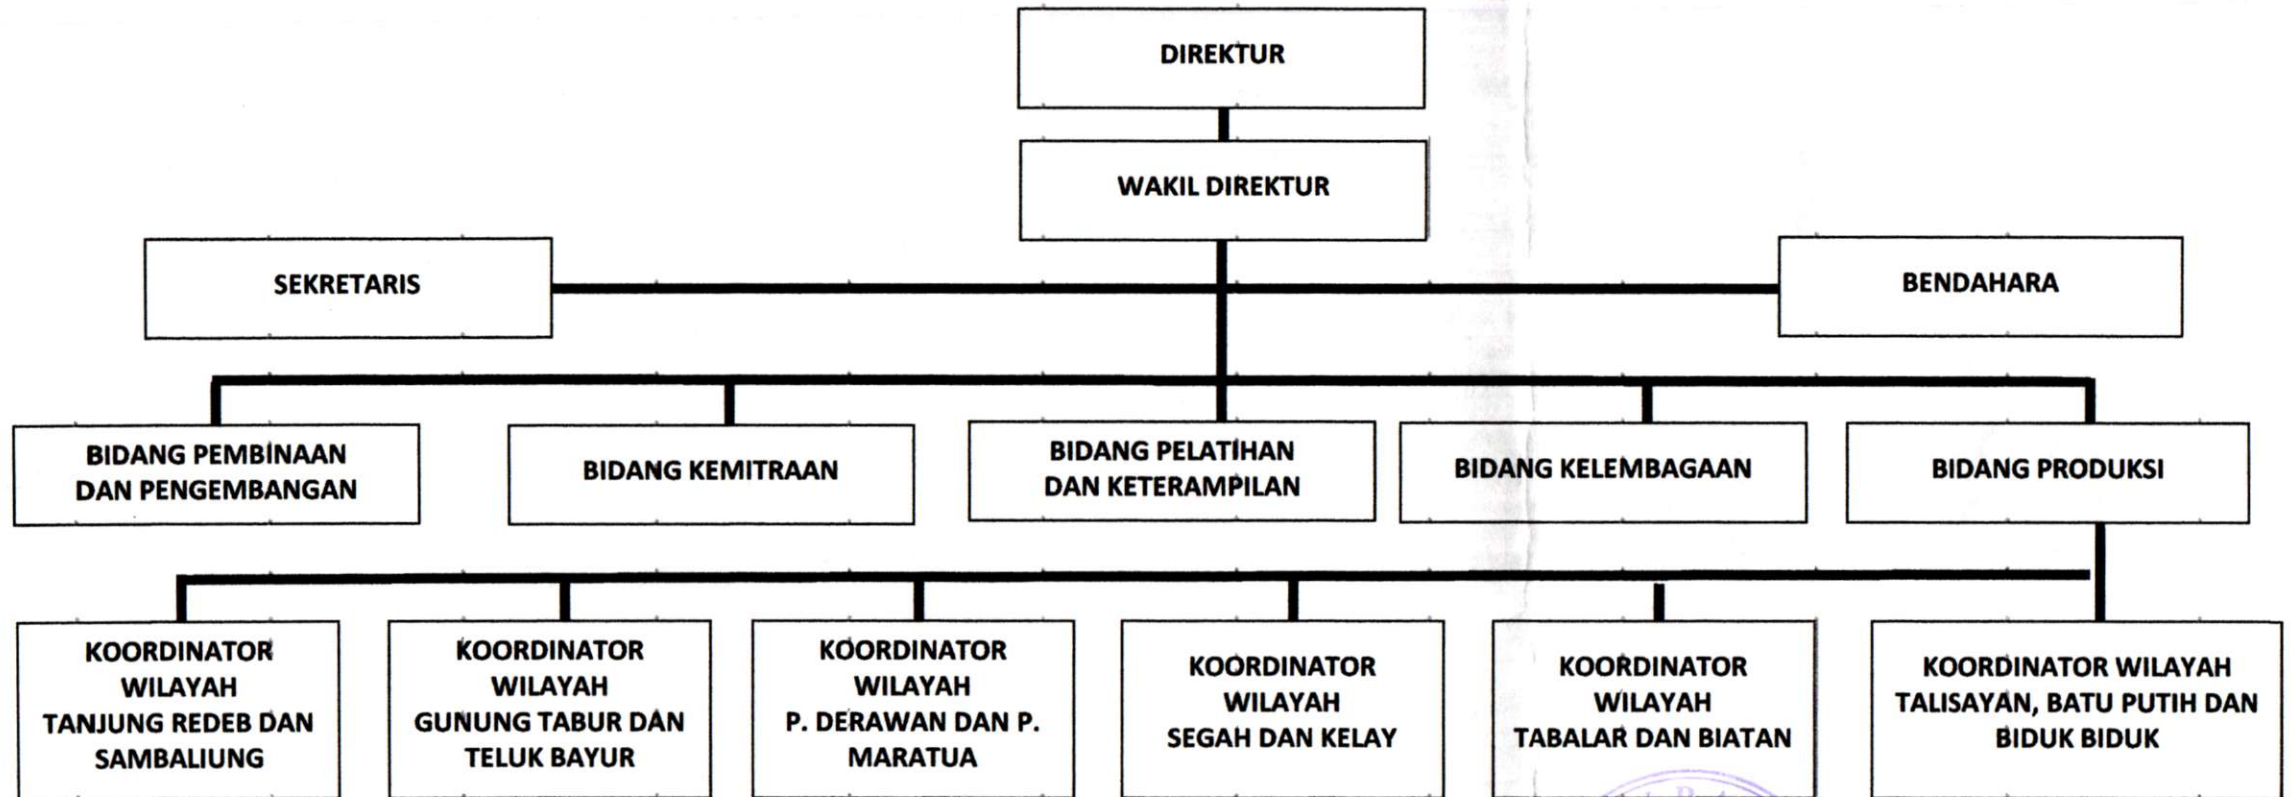 DIREKTUR
WAKIL DIREKTUR
SEKRETARIS
BENDAHARA
BIDANG PEMBINAAN
DAN PENGEMBANGAN
BIDANG KEMITRAAN
BIDANG PELATIHAN
DAN KETERAMPILAN
BIDANG KELEMBAGAAN
BIDANG PRODUKSI
KOORDINATOR
WILAYAH
TANJUNG REDEB DAN
SAMBALIUNG
KOORDINATOR
WILAYAH
GUNUNG TABUR DAN
TELUK BAYUR
KOORDINATOR
WILAYAH
P. DERAWAN DAN P.
MARATUA
KOORDINATOR
WILAYAH
SEGAH DAN KELAY
KOORDINATOR
WILAYAH
TABALAR DAN BIATAN
KOORDINATOR WILAYAH
TALISAYAN, BATU PUTIH DAN
BIDUK BIDUK